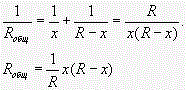 1/R_общ = 1/x + 1/(R − x) = R/(x(R − x)).
R_общ = 1/R x(R − x)